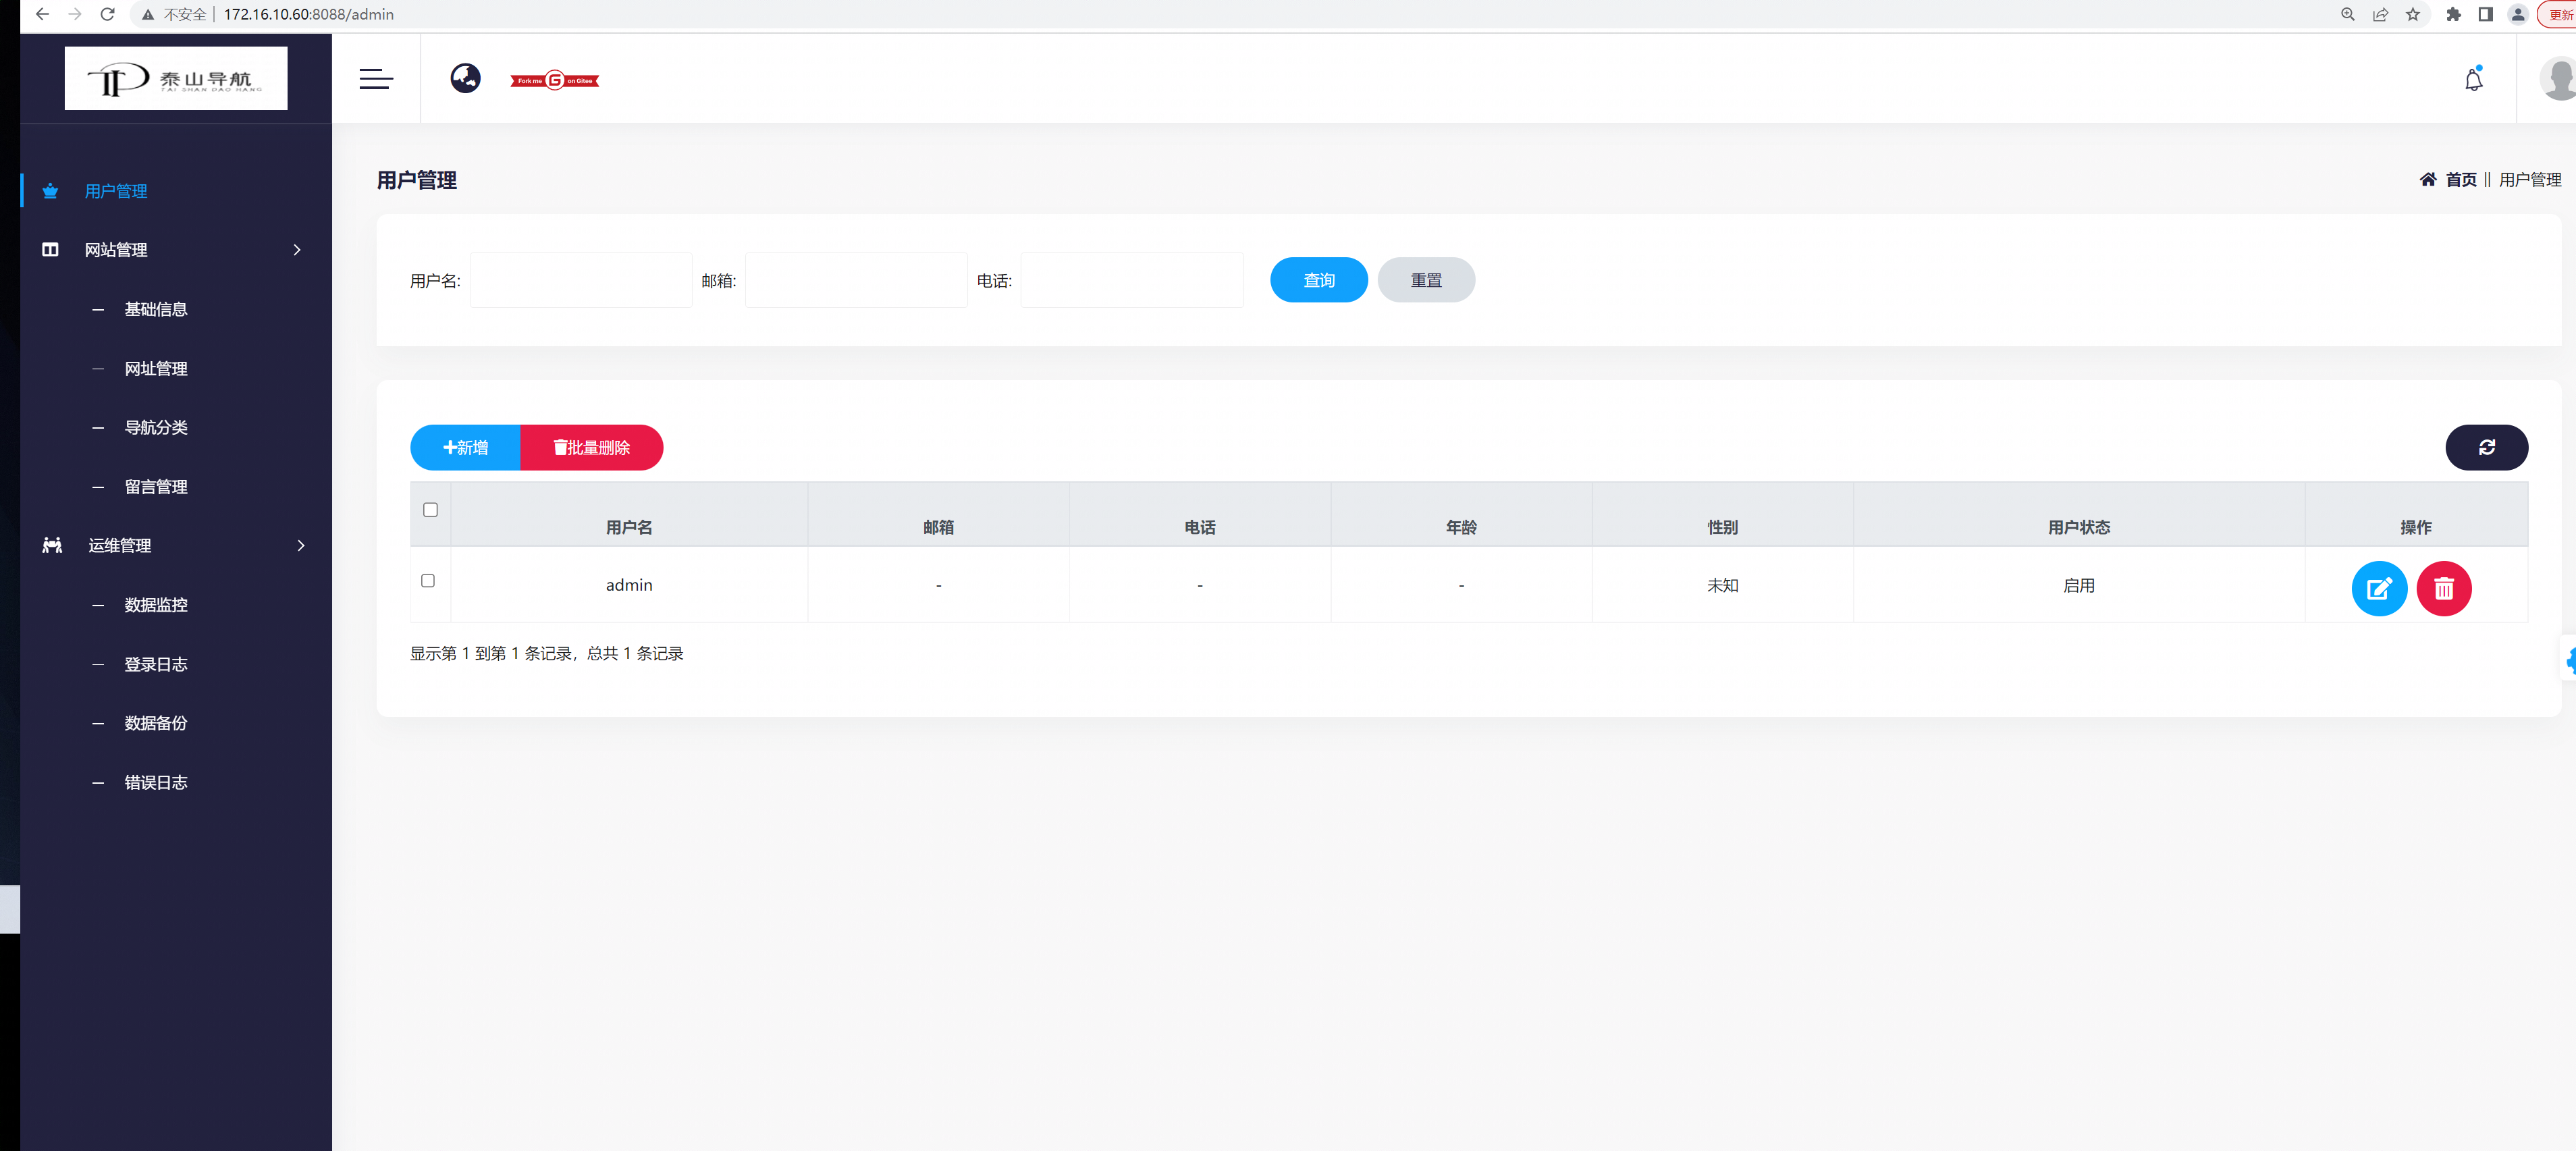 不安全 172.16.10.60:8088/admin 更新
泰山导航
TAI SHAN DAO HANG
Fork me G on Gitee
用户管理
网站管理
基础信息
网址管理
导航分类
留言管理
运维管理
数据监控
登录日志
数据备份
错误日志
用户管理
首页 || 用户管理
用户名: 邮箱: 电话: 查询 重置
新增 批量删除
用户名 邮箱 电话 年龄 性别 用户状态 操作
admin - - - 未知 启用
显示第 1 到第 1 条记录，总共 1 条记录